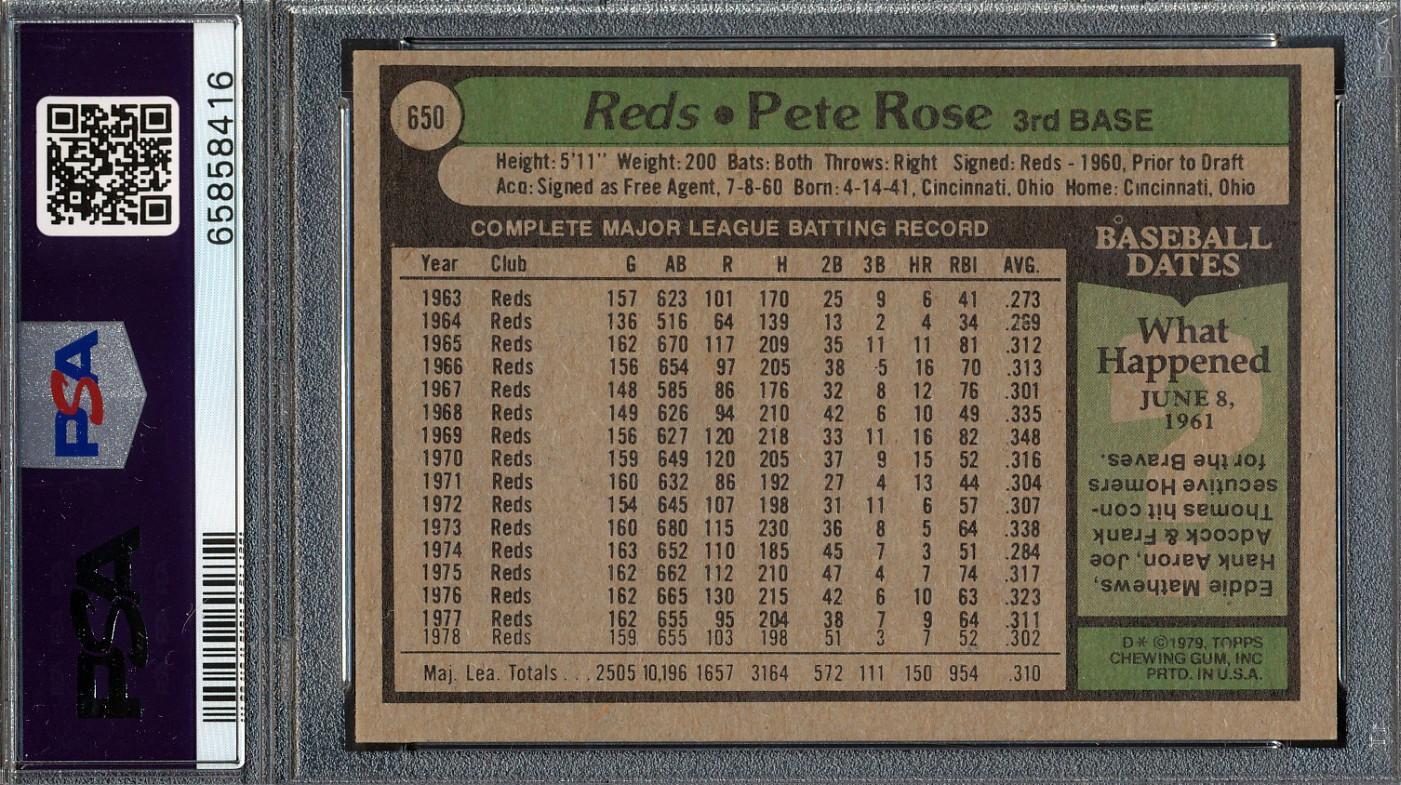 65858416
PSA
PSA
650
Reds • Pete Rose 3rd BASE
Height: 5'11" Weight: 200 Bats: Both Throws: Right Signed: Reds - 1960, Prior to Draft
Acq: Signed as Free Agent, 7-8-60 Born: 4-14-41, Cincinnati, Ohio Home: Cincinnati, Ohio
COMPLETE MAJOR LEAGUE BATTING RECORD
Year Club G AB R H 2B 3B HR RBI AVG.
1963 Reds 157 623 101 170 25 9 6 41 .273
1964 Reds 136 516 64 139 13 2 4 34 .269
1965 Reds 162 670 117 209 35 11 11 81 .312
1966 Reds 156 654 97 205 38 5 16 70 .313
1967 Reds 148 585 86 176 32 8 12 76 .301
1968 Reds 149 626 94 210 42 6 10 49 .335
1969 Reds 156 627 120 218 33 11 16 82 .348
1970 Reds 159 649 120 205 37 9 15 52 .316
1971 Reds 160 632 86 192 27 4 13 44 .304
1972 Reds 154 645 107 198 31 11 6 57 .307
1973 Reds 160 680 115 230 36 8 5 64 .338
1974 Reds 163 652 110 185 45 7 3 51 .284
1975 Reds 162 662 112 210 47 4 7 74 .317
1976 Reds 162 665 130 215 42 6 10 63 .323
1977 Reds 162 655 95 204 38 7 9 64 .311
1978 Reds 159 655 103 198 51 3 7 52 .302
Maj. Lea. Totals . . . 2505 10,196 1657 3164 572 111 150 954 .310
BASEBALL
DATES
What
Happened
JUNE 8,
1961
Eddie Mathews,
Hank Aaron, Joe
Adcock & Frank
Thomas hit con-
secutive Homers
for the Braves.
D* ©1979, TOPPS
CHEWING GUM, INC
PRTD. IN U.S.A.
PSA